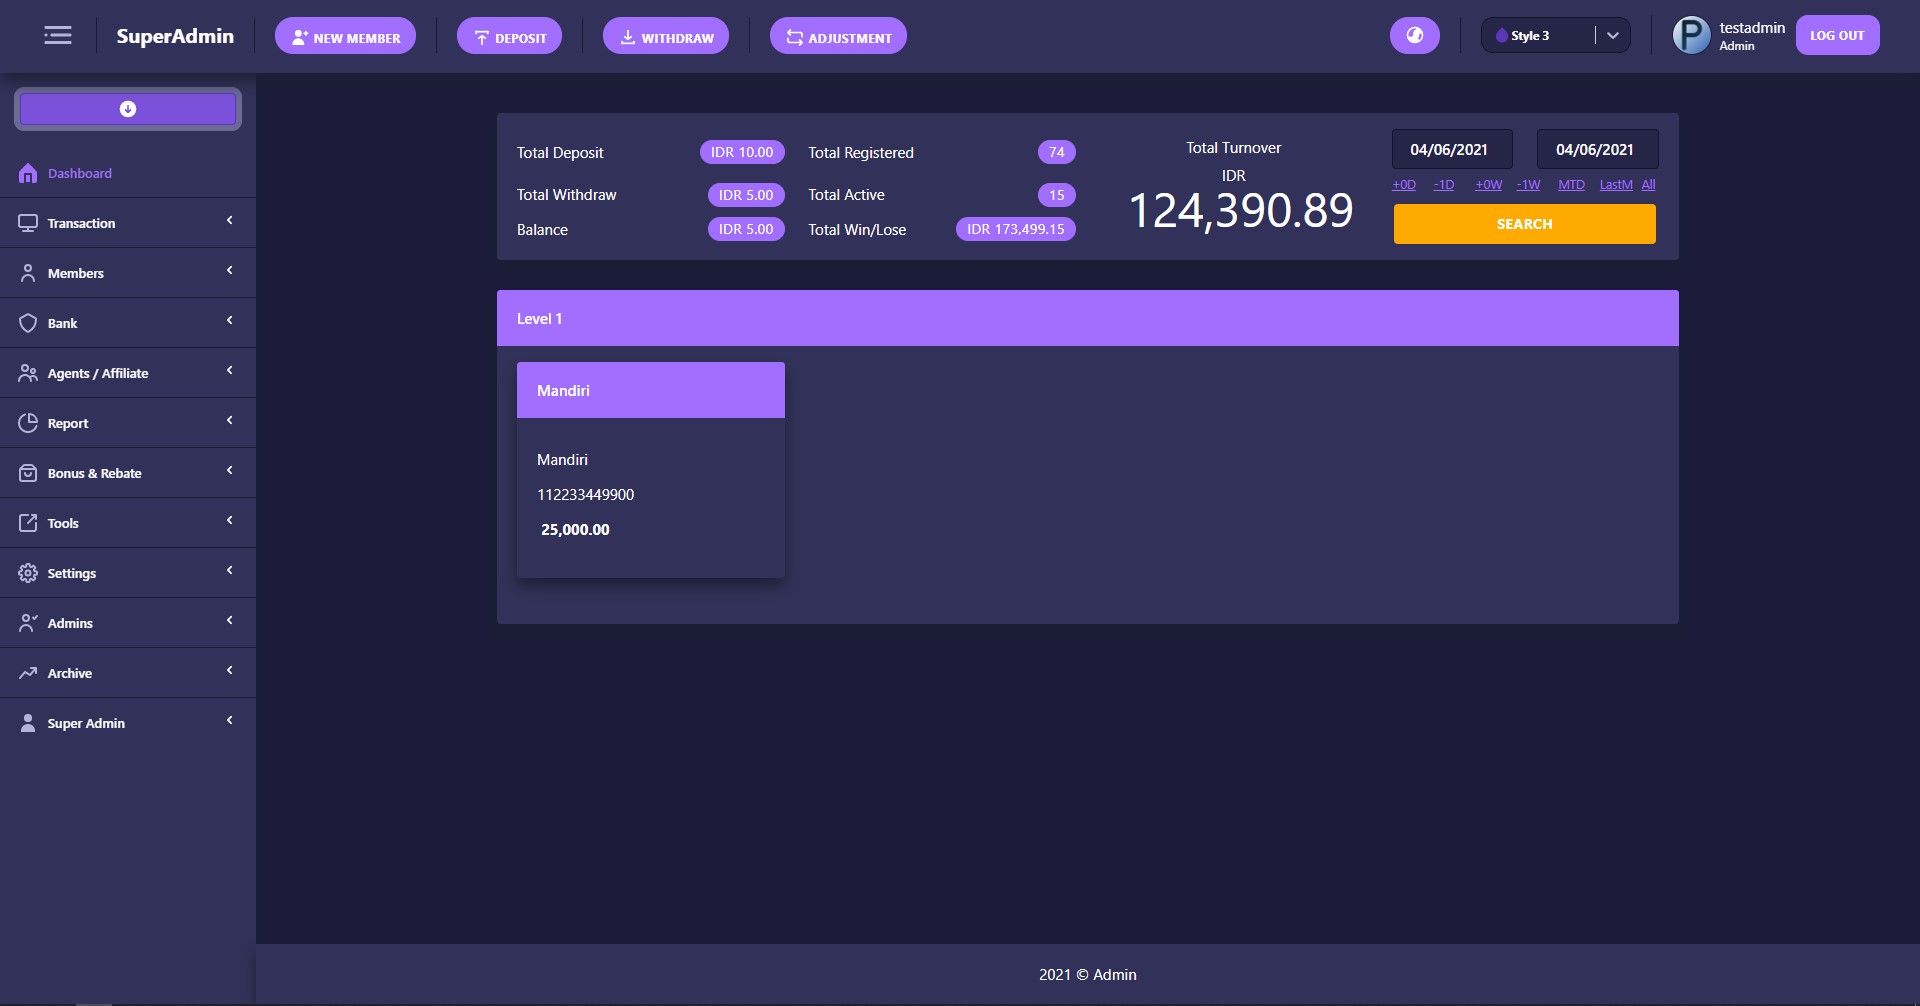 SuperAdmin
NEW MEMBER
DEPOSIT
WITHDRAW
ADJUSTMENT
Style 3
P
testadmin
Admin
LOG OUT
Dashboard
Transaction
Members
Bank
Agents / Affiliate
Report
Bonus & Rebate
Tools
Settings
Admins
Archive
Super Admin
Total Deposit IDR 10.00
Total Withdraw IDR 5.00
Balance IDR 5.00
Total Registered 74
Total Active 15
Total Win/Lose IDR 173,499.15
Total Turnover
IDR
124,390.89
04/06/2021 04/06/2021
+0D -1D +0W -1W MTD LastM All
SEARCH
Level 1
Mandiri
Mandiri
112233449900
25,000.00
2021 © Admin